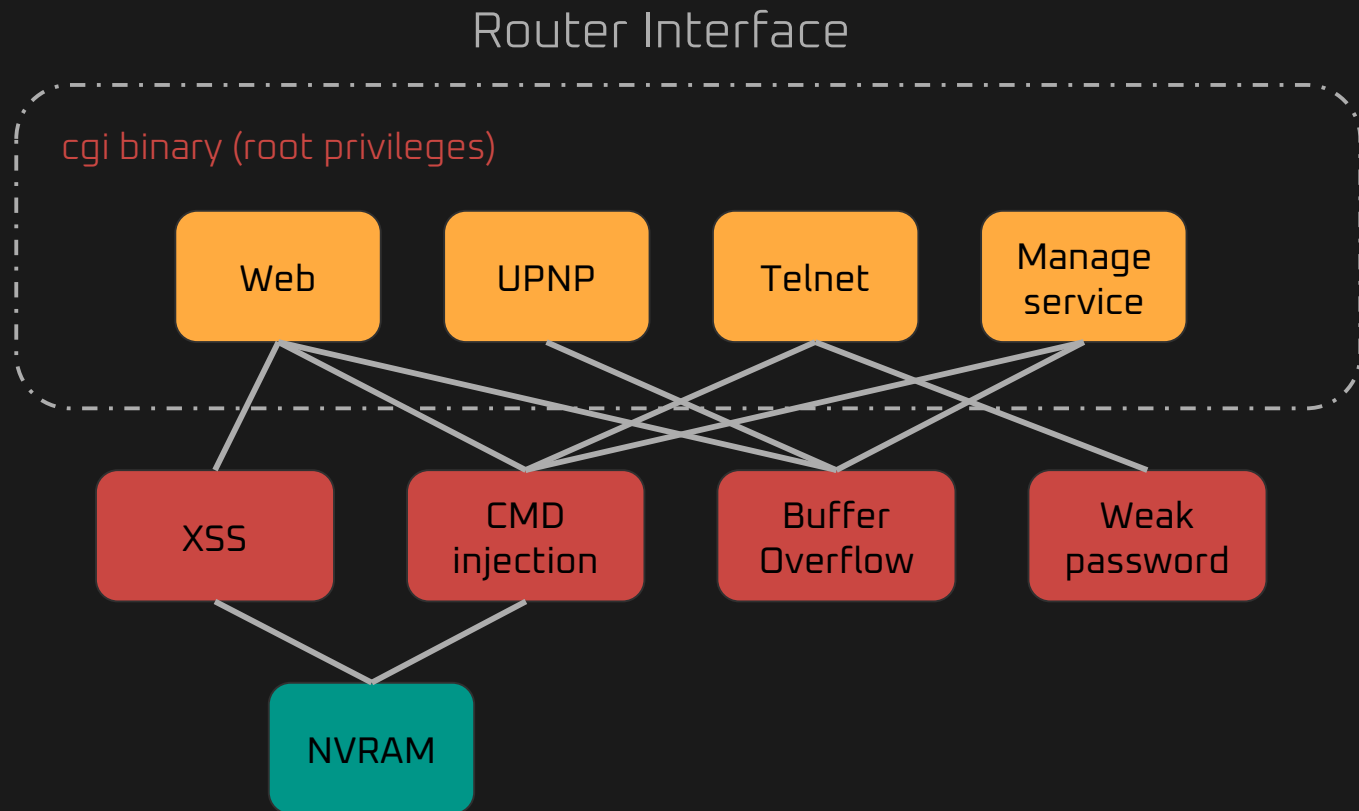 Router Interface
cgi binary (root privileges)
Web
UPNP
Telnet
Manage
service
XSS
CMD
injection
Buffer
Overflow
Weak
password
NVRAM